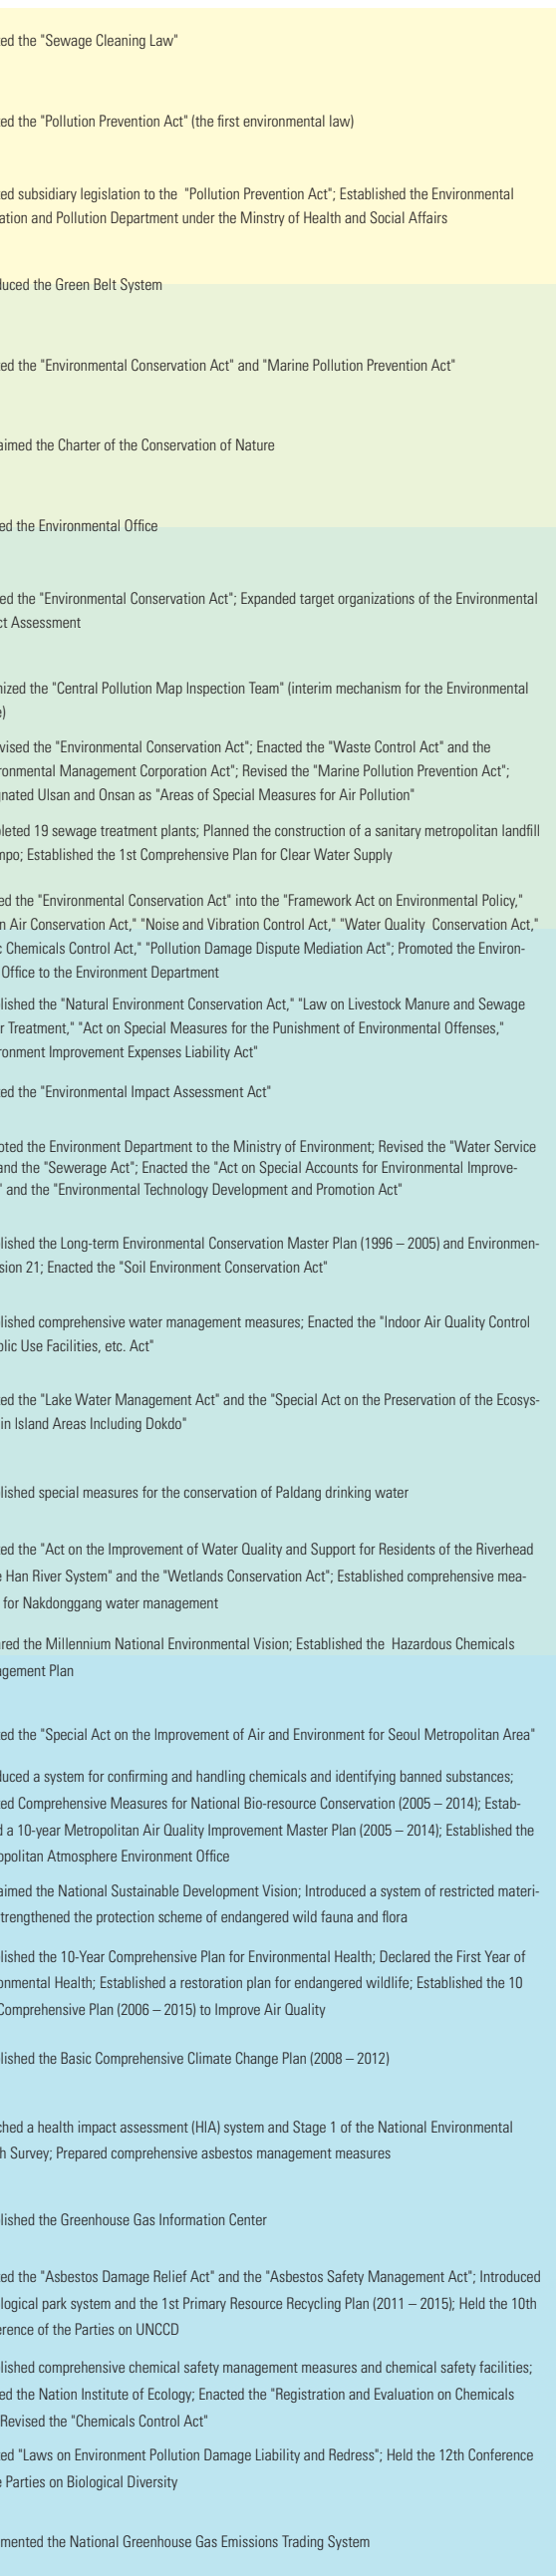 ted the "Sewage Cleaning Law"
ted the "Pollution Prevention Act" (the first environmental law)
ted subsidiary legislation to the "Pollution Prevention Act"; Established the Environmental
ation and Pollution Department under the Minstry of Health and Social Affairs
duced the Green Belt System
ted the "Environmental Conservation Act" and "Marine Pollution Prevention Act"
aimed the Charter of the Conservation of Nature
ed the Environmental Office
ed the "Environmental Conservation Act"; Expanded target organizations of the Environmental
ct Assessment
nized the "Central Pollution Map Inspection Team" (interim mechanism for the Environmental
e)
vised the "Environmental Conservation Act"; Enacted the "Waste Control Act" and the
ronmental Management Corporation Act"; Revised the "Marine Pollution Prevention Act";
gnated Ulsan and Onsan as "Areas of Special Measures for Air Pollution"
pleted 19 sewage treatment plants; Planned the construction of a sanitary metropolitan landfill
mpo; Established the 1st Comprehensive Plan for Clear Water Supply
ed the "Environmental Conservation Act" into the "Framework Act on Environmental Policy,"
n Air Conservation Act," "Noise and Vibration Control Act," "Water Quality Conservation Act,"
c Chemicals Control Act," "Pollution Damage Dispute Mediation Act"; Promoted the Environ-
Office to the Environment Department
lished the "Natural Environment Conservation Act," "Law on Livestock Manure and Sewage
r Treatment," "Act on Special Measures for the Punishment of Environmental Offenses,"
ronment Improvement Expenses Liability Act"
ted the "Environmental Impact Assessment Act"
oted the Environment Department to the Ministry of Environment; Revised the "Water Service
and the "Sewerage Act"; Enacted the "Act on Special Accounts for Environmental Improve-
" and the "Environmental Technology Development and Promotion Act"
lished the Long-term Environmental Conservation Master Plan (1996 – 2005) and Environmen-
sion 21; Enacted the "Soil Environment Conservation Act"
lished comprehensive water management measures; Enacted the "Indoor Air Quality Control
blic Use Facilities, etc. Act"
ted the "Lake Water Management Act" and the "Special Act on the Preservation of the Ecosys-
in Island Areas Including Dokdo"
lished special measures for the conservation of Paldang drinking water
ted the "Act on the Improvement of Water Quality and Support for Residents of the Riverhead
e Han River System" and the "Wetlands Conservation Act"; Established comprehensive mea-
for Nakdonggang water management
ared the Millennium National Environmental Vision; Established the Hazardous Chemicals
agement Plan
ted the "Special Act on the Improvement of Air and Environment for Seoul Metropolitan Area"
duced a system for confirming and handling chemicals and identifying banned substances;
ted Comprehensive Measures for National Bio-resource Conservation (2005 – 2014); Estab-
d a 10-year Metropolitan Air Quality Improvement Master Plan (2005 – 2014); Established the
opolitan Atmosphere Environment Office
aimed the National Sustainable Development Vision; Introduced a system of restricted materi-
trengthened the protection scheme of endangered wild fauna and flora
lished the 10-Year Comprehensive Plan for Environmental Health; Declared the First Year of
onmental Health; Established a restoration plan for endangered wildlife; Established the 10
Comprehensive Plan (2006 – 2015) to Improve Air Quality
lished the Basic Comprehensive Climate Change Plan (2008 – 2012)
ched a health impact assessment (HIA) system and Stage 1 of the National Environmental
h Survey; Prepared comprehensive asbestos management measures
lished the Greenhouse Gas Information Center
ted the "Asbestos Damage Relief Act" and the "Asbestos Safety Management Act"; Introduced
logical park system and the 1st Primary Resource Recycling Plan (2011 – 2015); Held the 10th
erence of the Parties on UNCCD
lished comprehensive chemical safety management measures and chemical safety facilities;
ed the Nation Institute of Ecology; Enacted the "Registration and Evaluation on Chemicals
Revised the "Chemicals Control Act"
ted "Laws on Environment Pollution Damage Liability and Redress"; Held the 12th Conference
e Parties on Biological Diversity
mented the National Greenhouse Gas Emissions Trading System